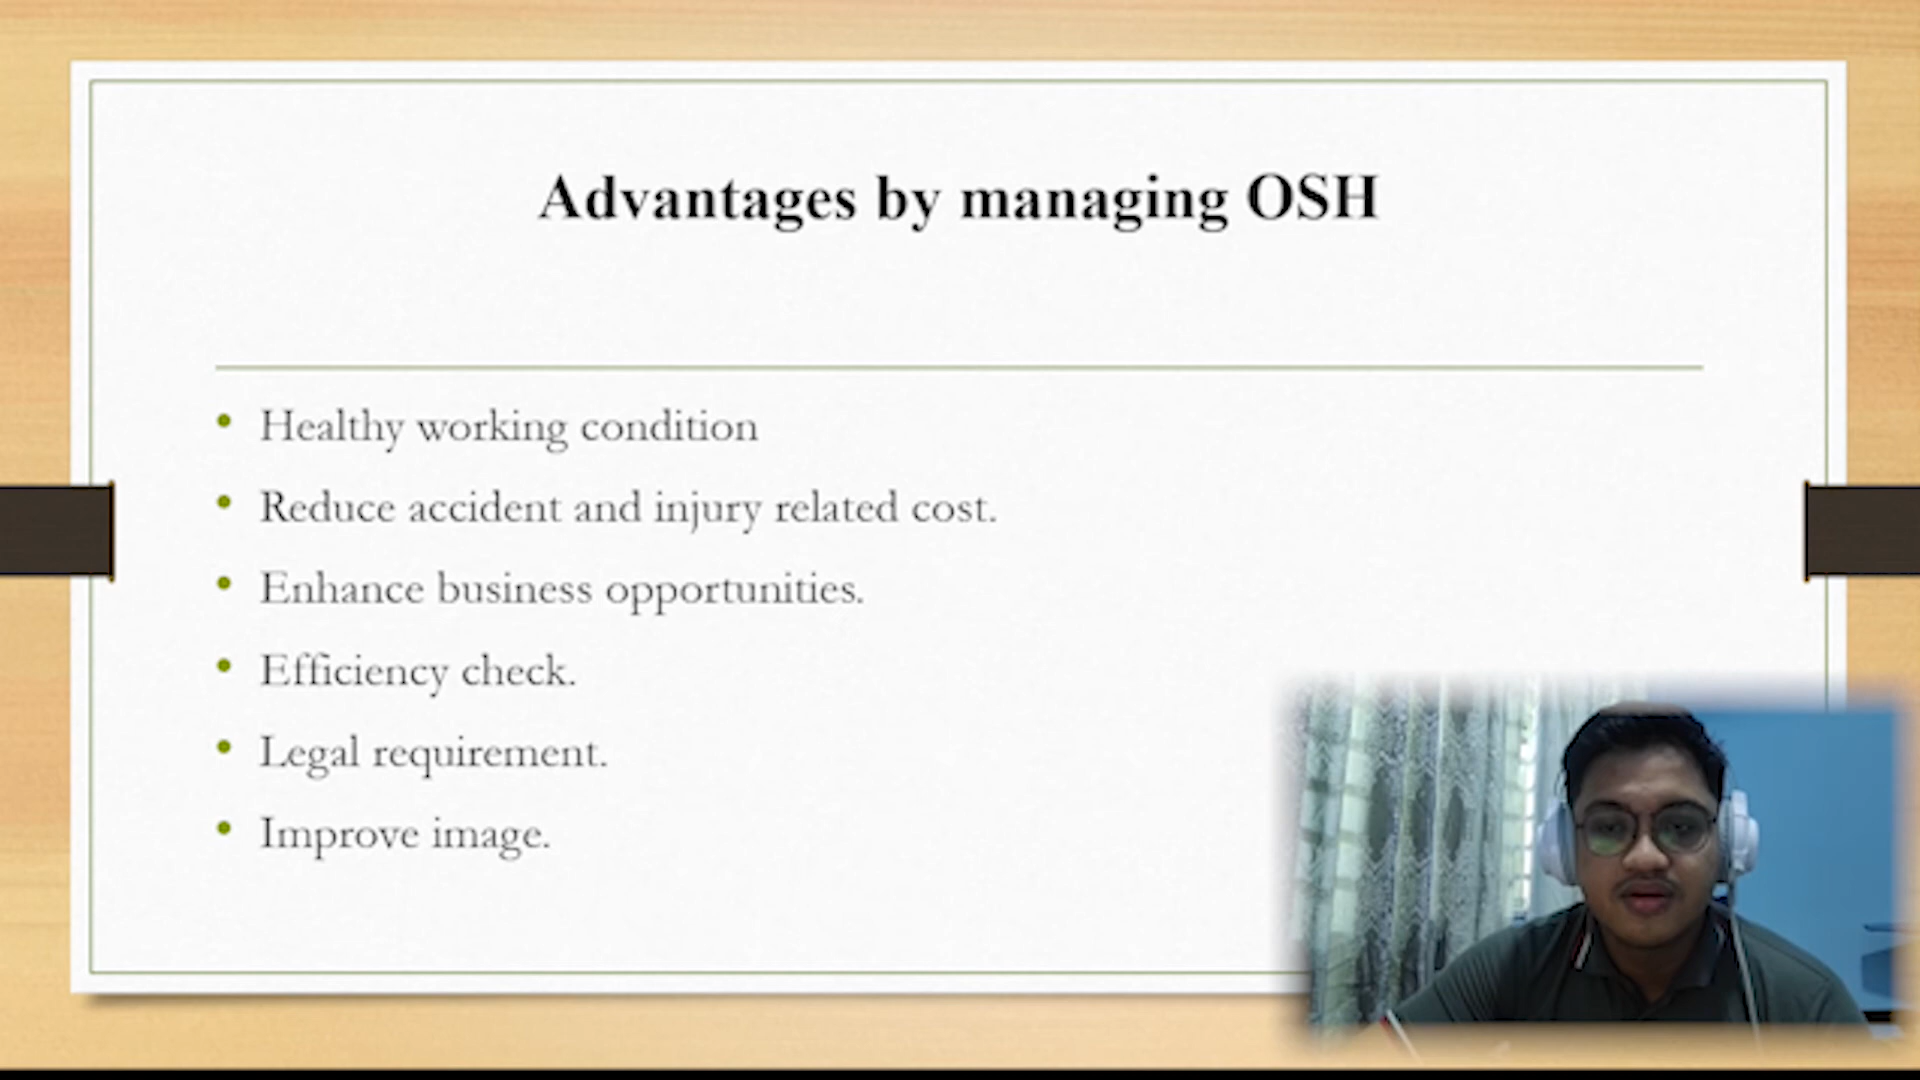 Advantages by managing OSH
Healthy working condition
Reduce accident and injury related cost.
Enhance business opportunities.
Efficiency check.
Legal requirement.
Improve image.